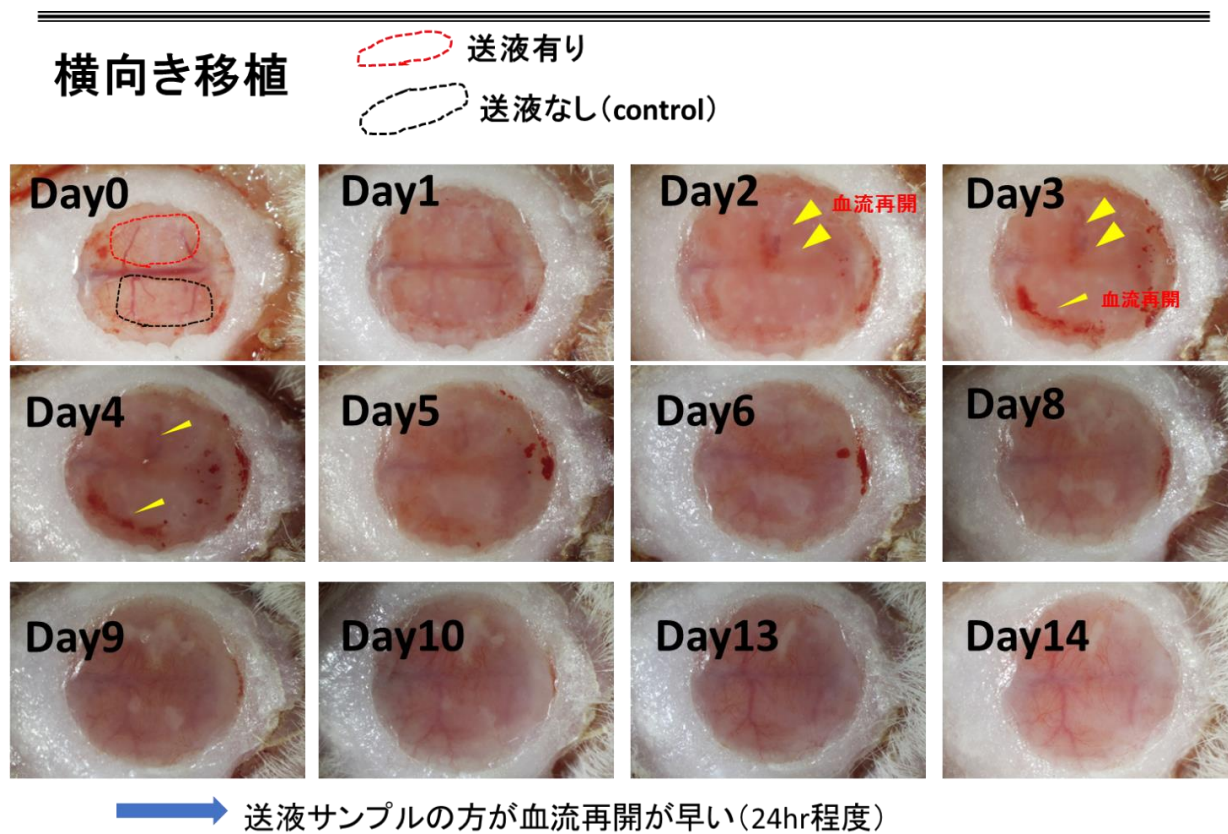 横向き移植
送液有り
送液なし（control）
Day0
Day1
Day2
血流再開
Day3
血流再開
Day4
Day5
Day6
Day8
Day9
Day10
Day13
Day14
送液サンプルの方が血流再開が早い（24hr程度）